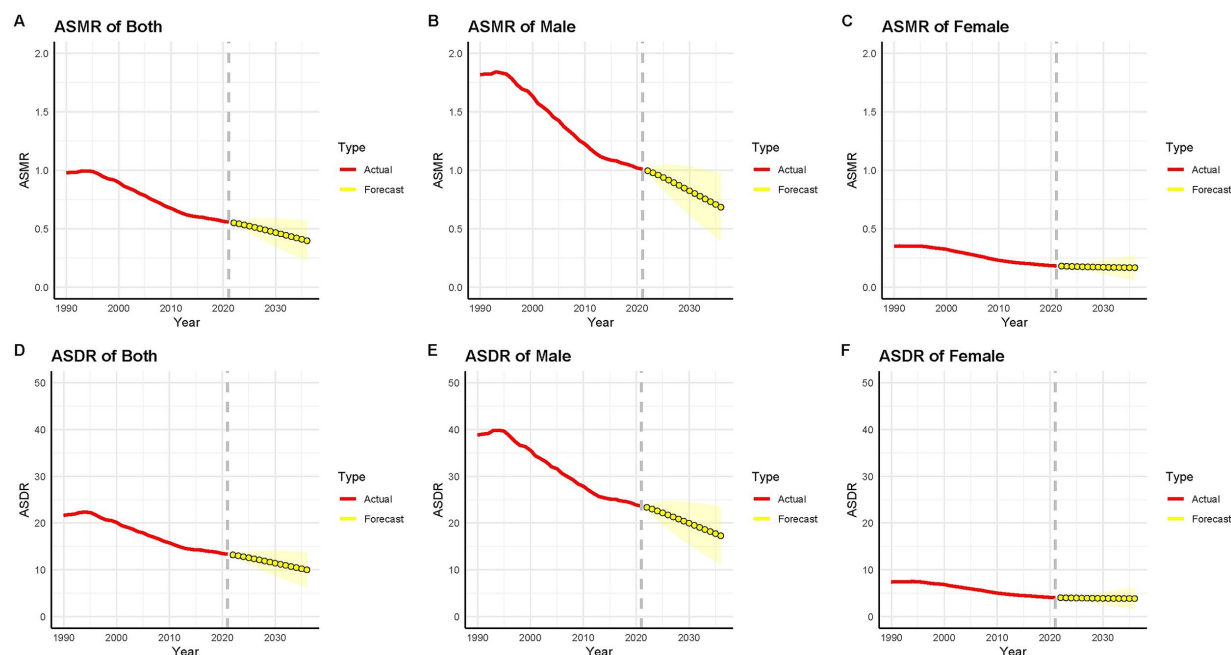 A
ASMR of Both
2.0
1.5
1.0
0.5
0.0
ASMR
1990 2000 2010 2020 2030
Year
Type
Actual
Forecast
B
ASMR of Male
2.0
1.5
1.0
0.5
0.0
ASMR
1990 2000 2010 2020 2030
Year
Type
Actual
Forecast
C
ASMR of Female
2.0
1.5
1.0
0.5
0.0
ASMR
1990 2000 2010 2020 2030
Year
Type
Actual
Forecast
D
ASDR of Both
50
40
30
20
10
0
ASDR
1990 2000 2010 2020 2030
Year
Type
Actual
Forecast
E
ASDR of Male
50
40
30
20
10
0
ASDR
1990 2000 2010 2020 2030
Year
Type
Actual
Forecast
F
ASDR of Female
50
40
30
20
10
0
ASDR
1990 2000 2010 2020 2030
Year
Type
Actual
Forecast